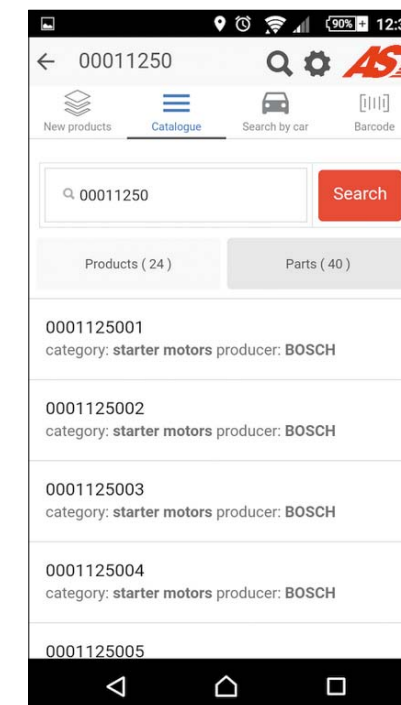 90% 12:3
00011250 AS
New products Catalogue Search by car Barcode
00011250 Search
Products ( 24 ) Parts ( 40 )
0001125001
category: starter motors producer: BOSCH
0001125002
category: starter motors producer: BOSCH
0001125003
category: starter motors producer: BOSCH
0001125004
category: starter motors producer: BOSCH
0001125005